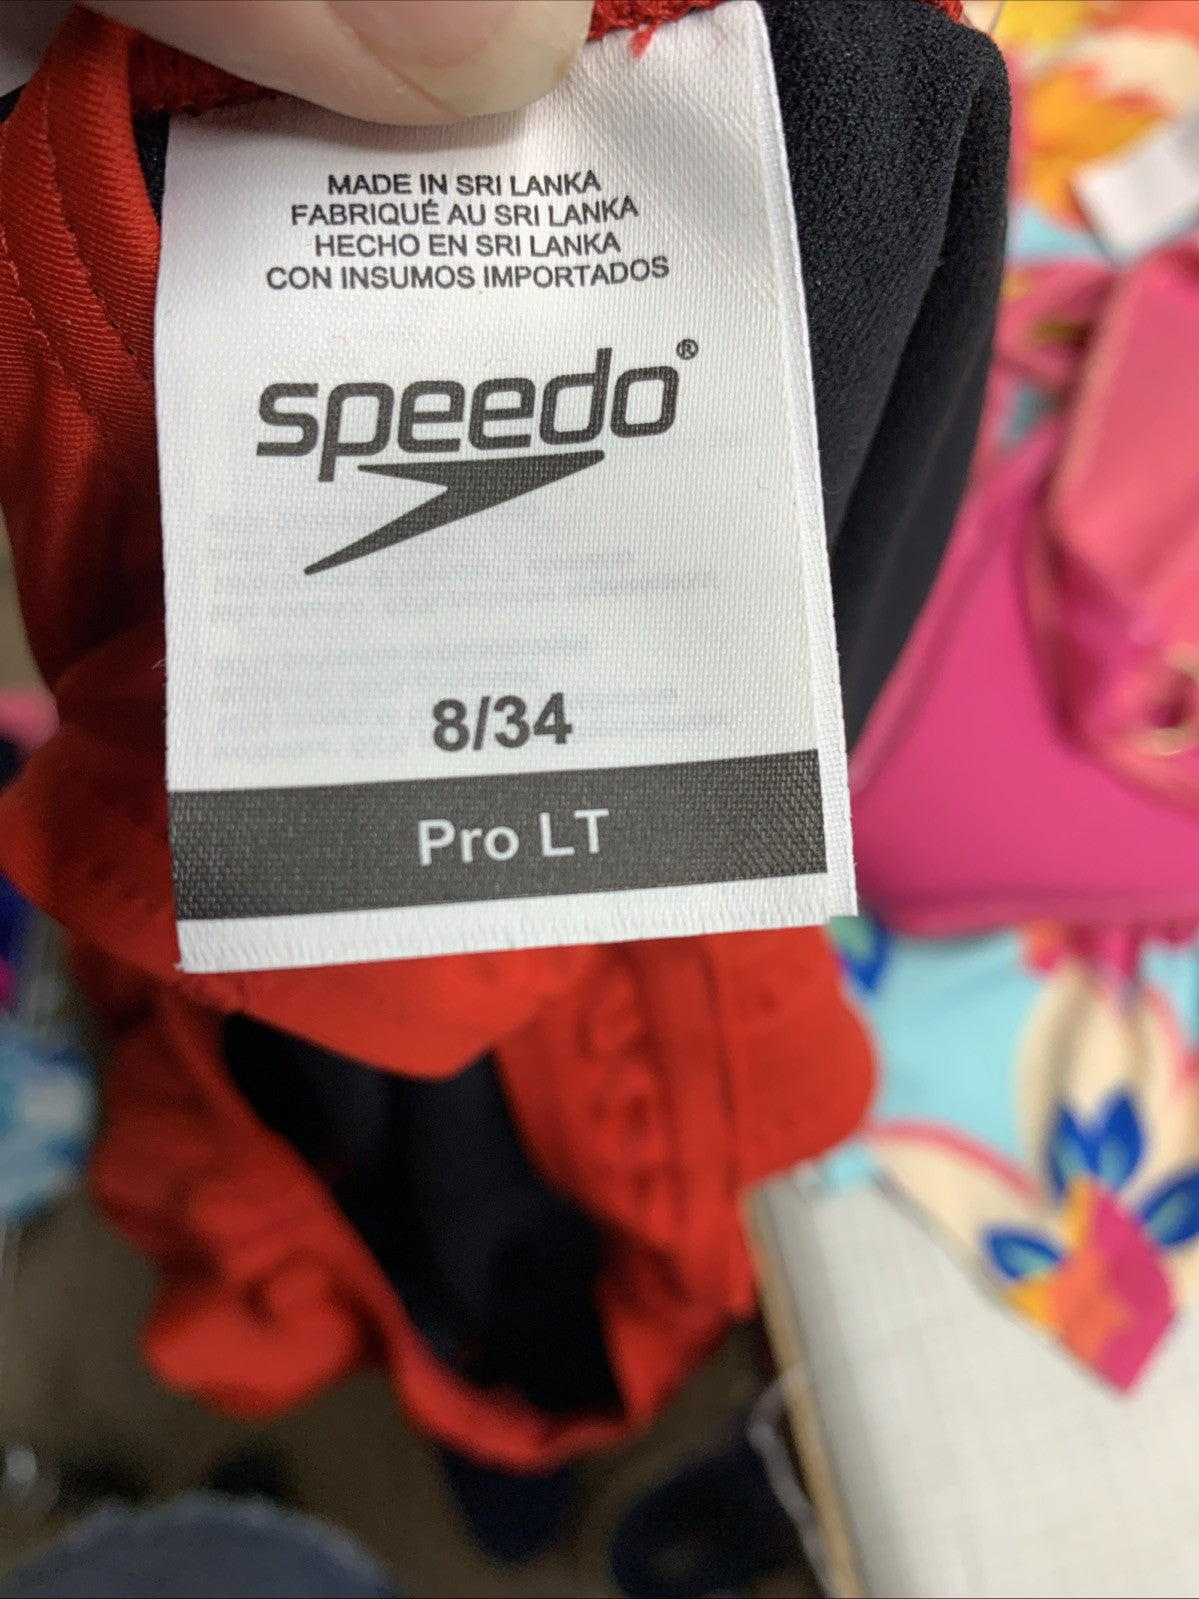 MADE IN SRI LANKA
FABRIQUÉ AU SRI LANKA
HECHO EN SRI LANKA
CON INSUMOS IMPORTADOS
speedo®
8/34
Pro LT